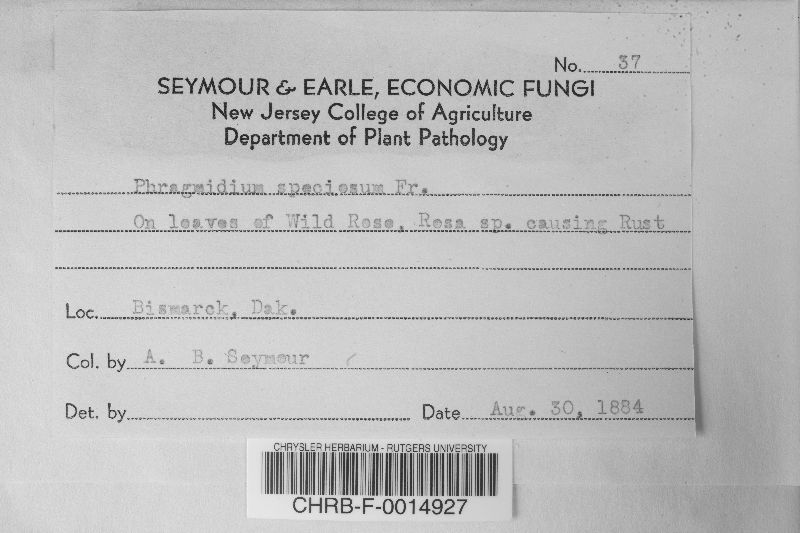 No. 37
SEYMOUR & EARLE, ECONOMIC FUNGI
New Jersey College of Agriculture
Department of Plant Pathology
Phragmidium speciosum Fr.
On leaves of Wild Rose, Rosa sp. causing Rust
Loc. Bismarck, Dak.
Col. by A. B. Seymour
Det. by
Date Aug. 30, 1884
CHRYSLER HERBARIUM - RUTGERS UNIVERSITY
CHRB-F-0014927